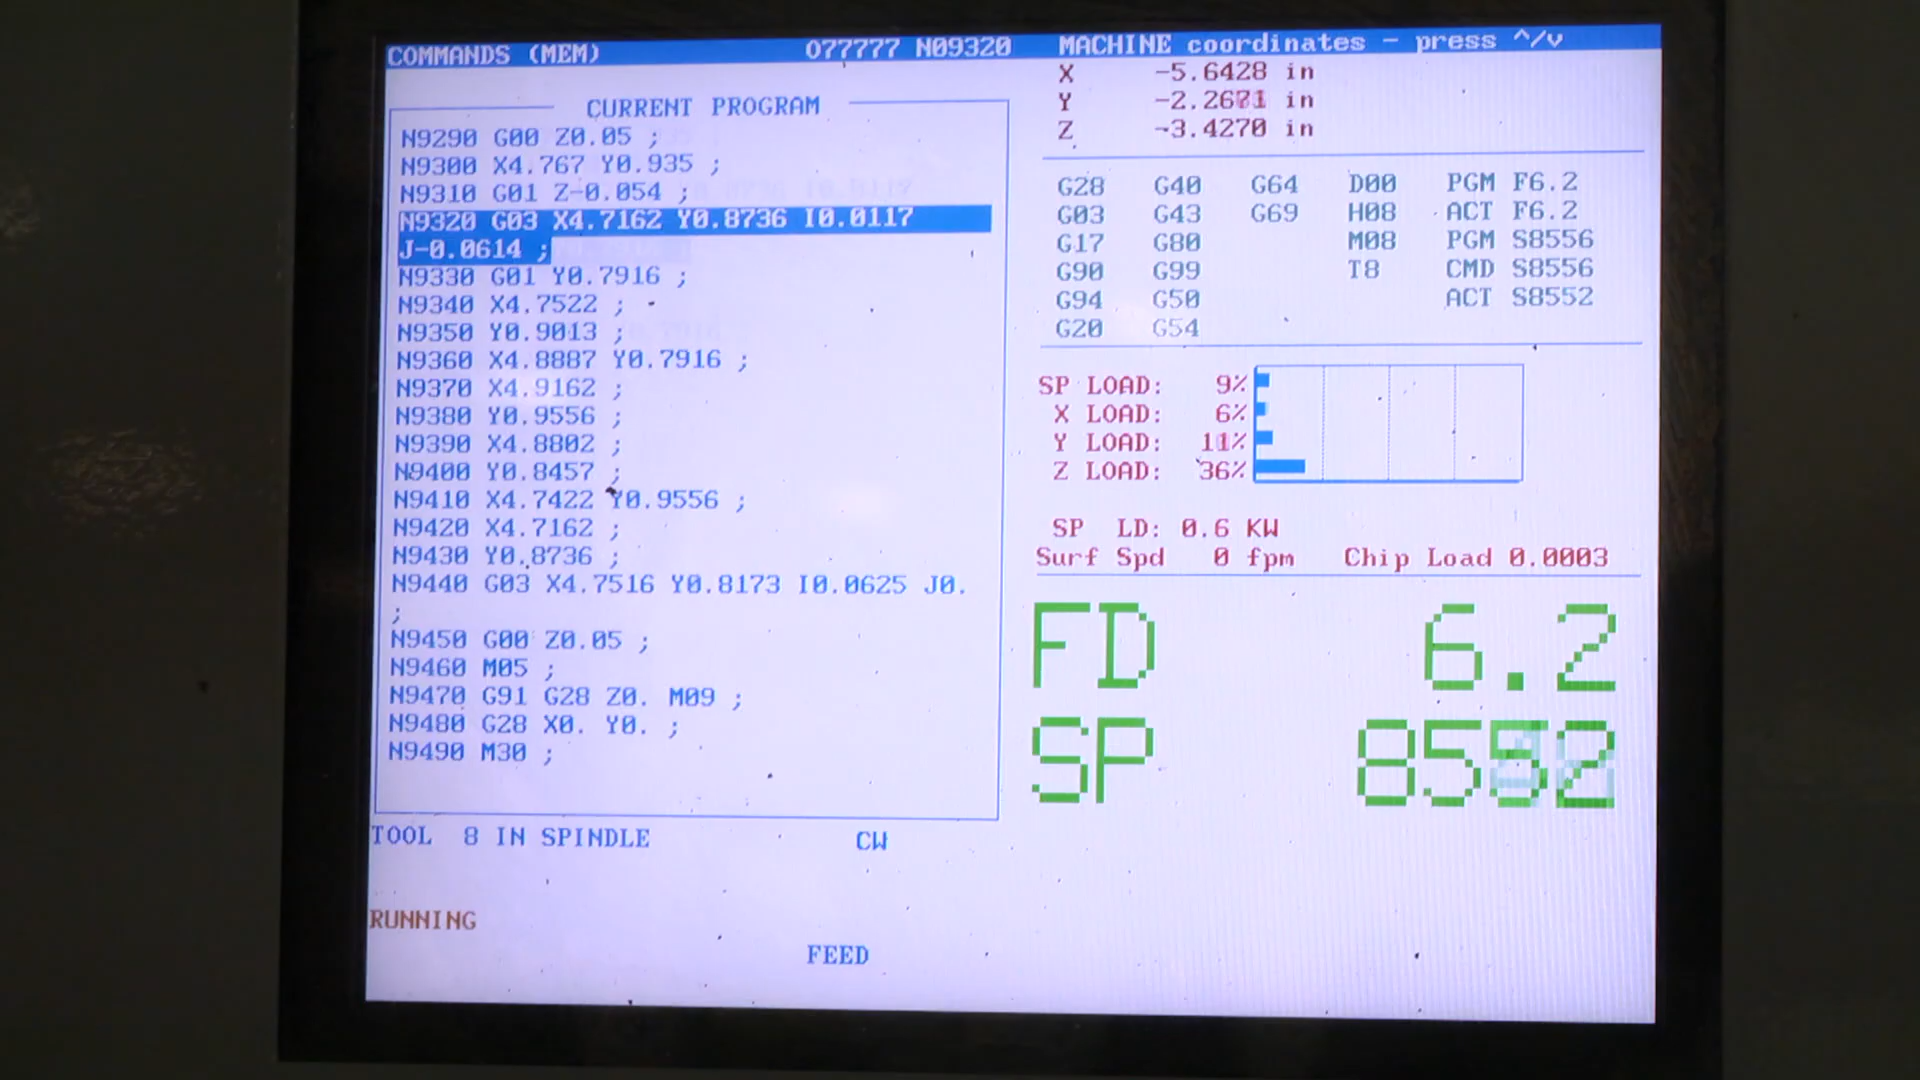 COMMANDS (MEM) O77777 N09320
CURRENT PROGRAM
N9290 G00 Z0.05 ;
N9300 X4.767 Y0.935 ;
N9310 G01 Z-0.054 ;
N9320 G03 X4.7162 Y0.8736 I0.0117
J-0.0614 ;
N9330 G01 Y0.7916 ;
N9340 X4.7522 ;
N9350 Y0.9013 ;
N9360 X4.8887 Y0.7916 ;
N9370 X4.9162 ;
N9380 Y0.9556 ;
N9390 X4.8802 ;
N9400 Y0.8457 ;
N9410 X4.7422 Y0.9556 ;
N9420 X4.7162 ;
N9430 Y0.8736 ;
N9440 G03 X4.7516 Y0.8173 I0.0625 J0.
;
N9450 G00 Z0.05 ;
N9460 M05 ;
N9470 G91 G28 Z0. M09 ;
N9480 G28 X0. Y0. ;
N9490 M30 ;
TOOL 8 IN SPINDLE CW
RUNNING
FEED
MACHINE coordinates - press ^/v
X -5.6428 in
Y in
Z -3.4270 in
G28 G40 G64 D00 PGM F6.2
G03 G43 G69 H08 ACT F6.2
G17 G80 M08 PGM S8556
G90 G99 T8 CMD S8556
G94 G50 ACT S8552
G20 G54
SP LOAD: 9%
X LOAD: 6%
Y LOAD: 11%
Z LOAD: 36%
SP LD: 0.6 KW
Surf Spd 0 fpm Chip Load 0.0003
FD 6.2
SP 8552